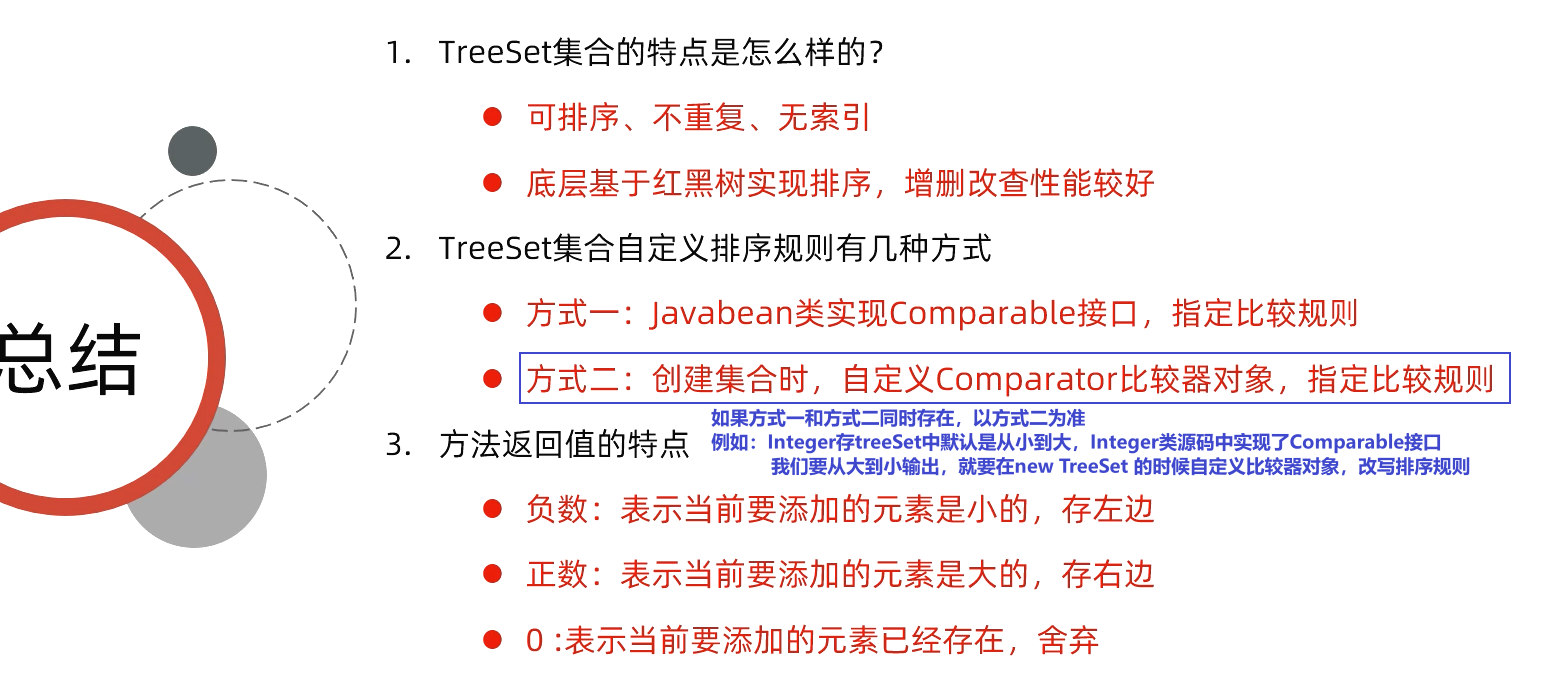 总结
1. TreeSet集合的特点是怎么样的？
● 可排序、不重复、无索引
● 底层基于红黑树实现排序，增删改查性能较好
2. TreeSet集合自定义排序规则有几种方式
● 方式一：Javabean类实现Comparable接口，指定比较规则
● 方式二：创建集合时，自定义Comparator比较器对象，指定比较规则
如果方式一和方式二同时存在，以方式二为准
3. 方法返回值的特点
例如：Integer存treeSet中默认是从小到大，Integer类源码中实现了Comparable接口
我们要从大到小输出，就要在new TreeSet 的时候自定义比较器对象，改写排序规则
● 负数：表示当前要添加的元素是小的，存左边
● 正数：表示当前要添加的元素是大的，存右边
● 0 :表示当前要添加的元素已经存在，舍弃